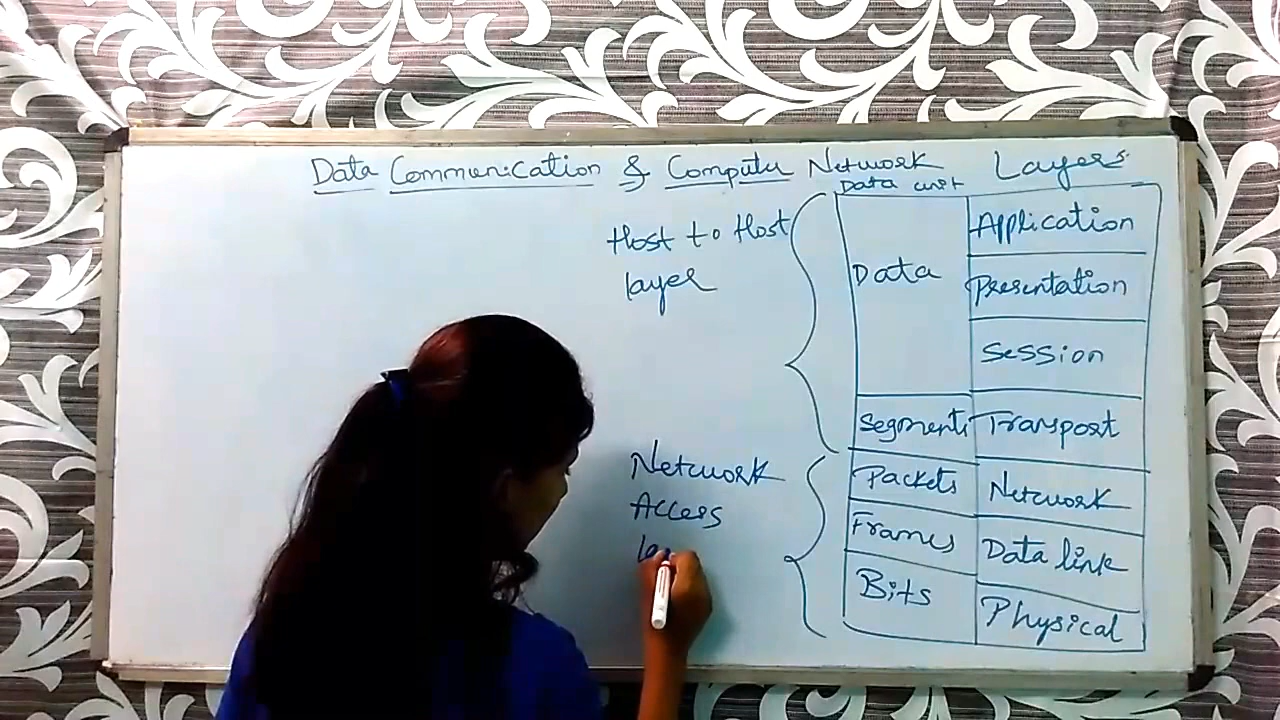 Data Communication & Computer Network Layers
Data unit
Host to Host
layer
Data
Application
Presentation
Session
Segments Transport
Packets Network
Frames Data link
Bits Physical
Network
Access